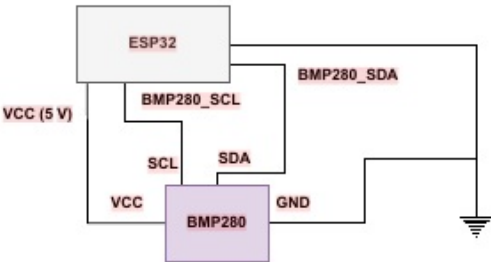 ESP32
BMP280_SDA
BMP280_SCL
VCC (5 V)
SCL
SDA
VCC
GND
BMP280